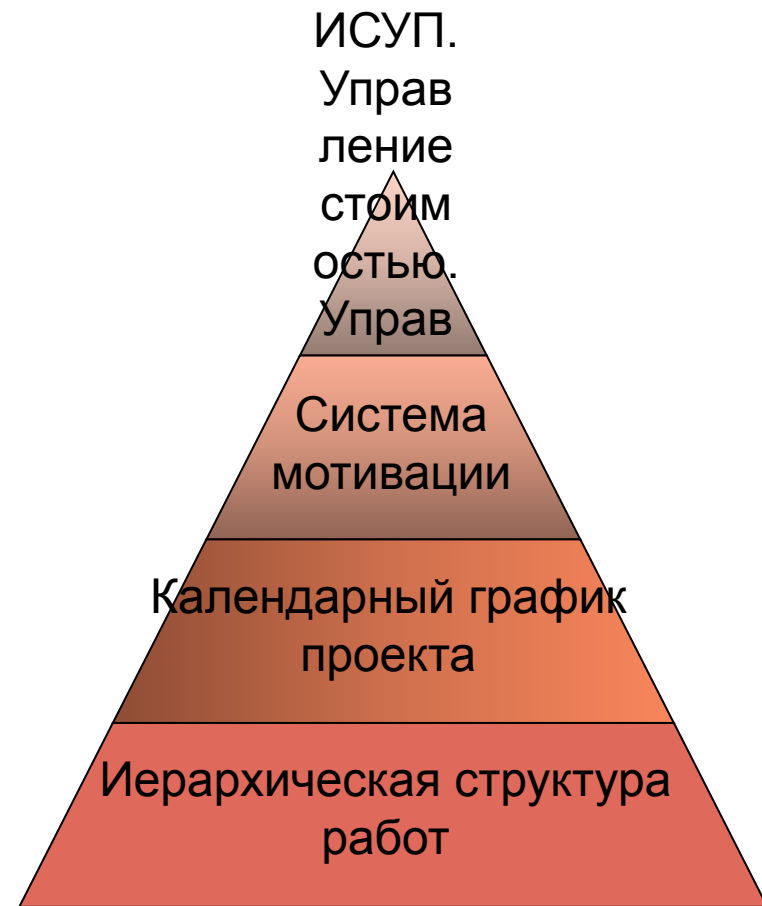 ИСУП.
Управ
ление
стоим
остью.
Управ
Система
мотивации
Календарный график
проекта
Иерархическая структура
работ